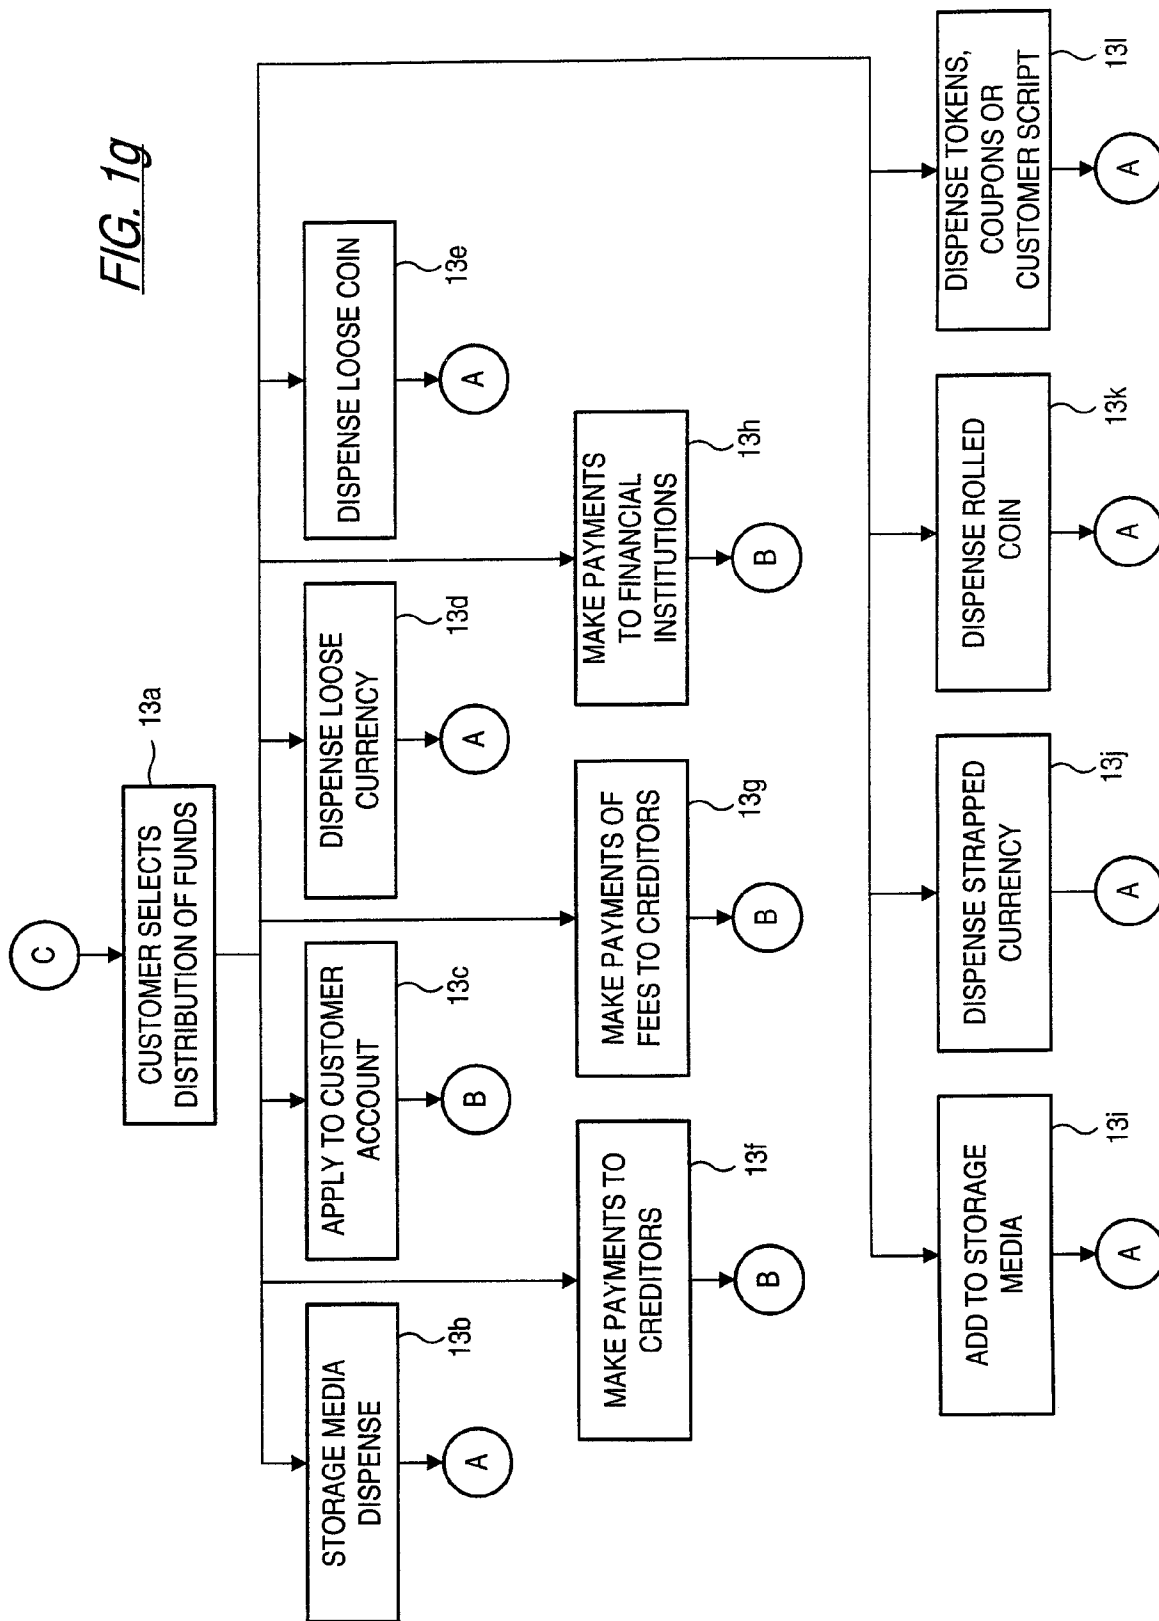 FIG. 1g
C
CUSTOMER SELECTS
DISTRIBUTION OF FUNDS
13a
STORAGE MEDIA
DISPENSE
13b
A
APPLY TO CUSTOMER
ACCOUNT
13c
B
DISPENSE LOOSE
CURRENCY
13d
A
DISPENSE LOOSE COIN
13e
A
MAKE PAYMENTS TO
CREDITORS
13f
B
MAKE PAYMENTS OF
FEES TO CREDITORS
13g
B
MAKE PAYMENTS
TO FINANCIAL
INSTITUTIONS
13h
B
ADD TO STORAGE
MEDIA
13i
A
DISPENSE STRAPPED
CURRENCY
13j
A
DISPENSE ROLLED
COIN
13k
A
DISPENSE TOKENS,
COUPONS OR
CUSTOMER SCRIPT
13l
A